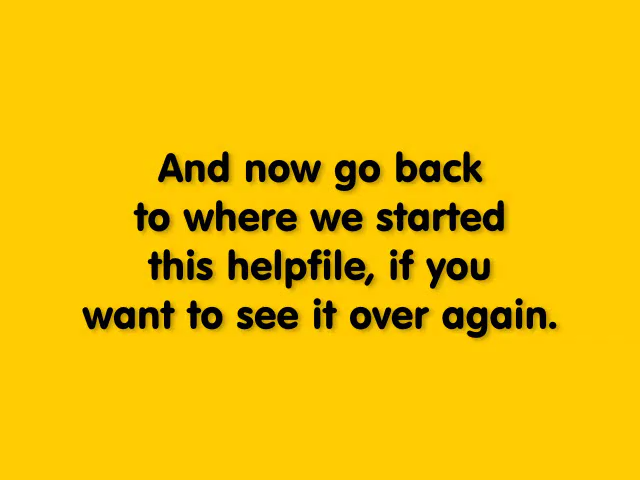 And now go back
to where we started
this helpfile, if you
want to see it over again.